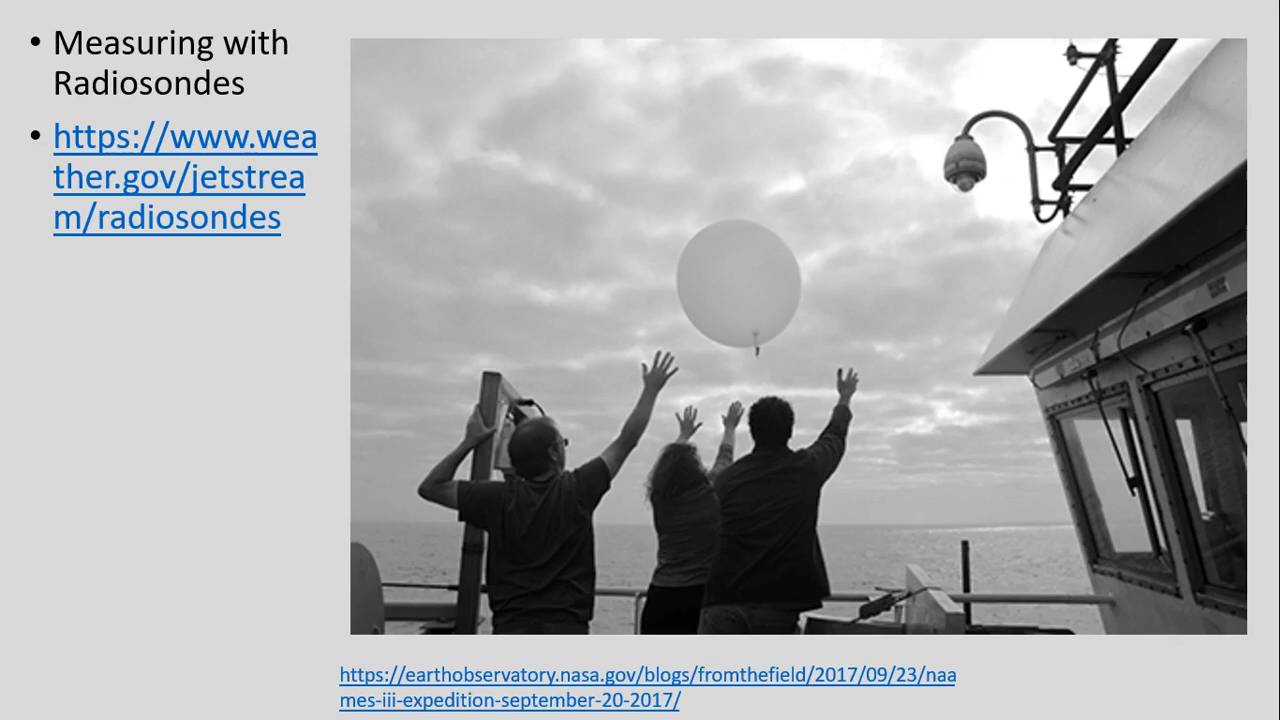 • Measuring with
Radiosondes
• https://www.wea
ther.gov/jetstrea
m/radiosondes
https://earthobservatory.nasa.gov/blogs/fromthefield/2017/09/23/naa
mes-iii-expedition-september-20-2017/